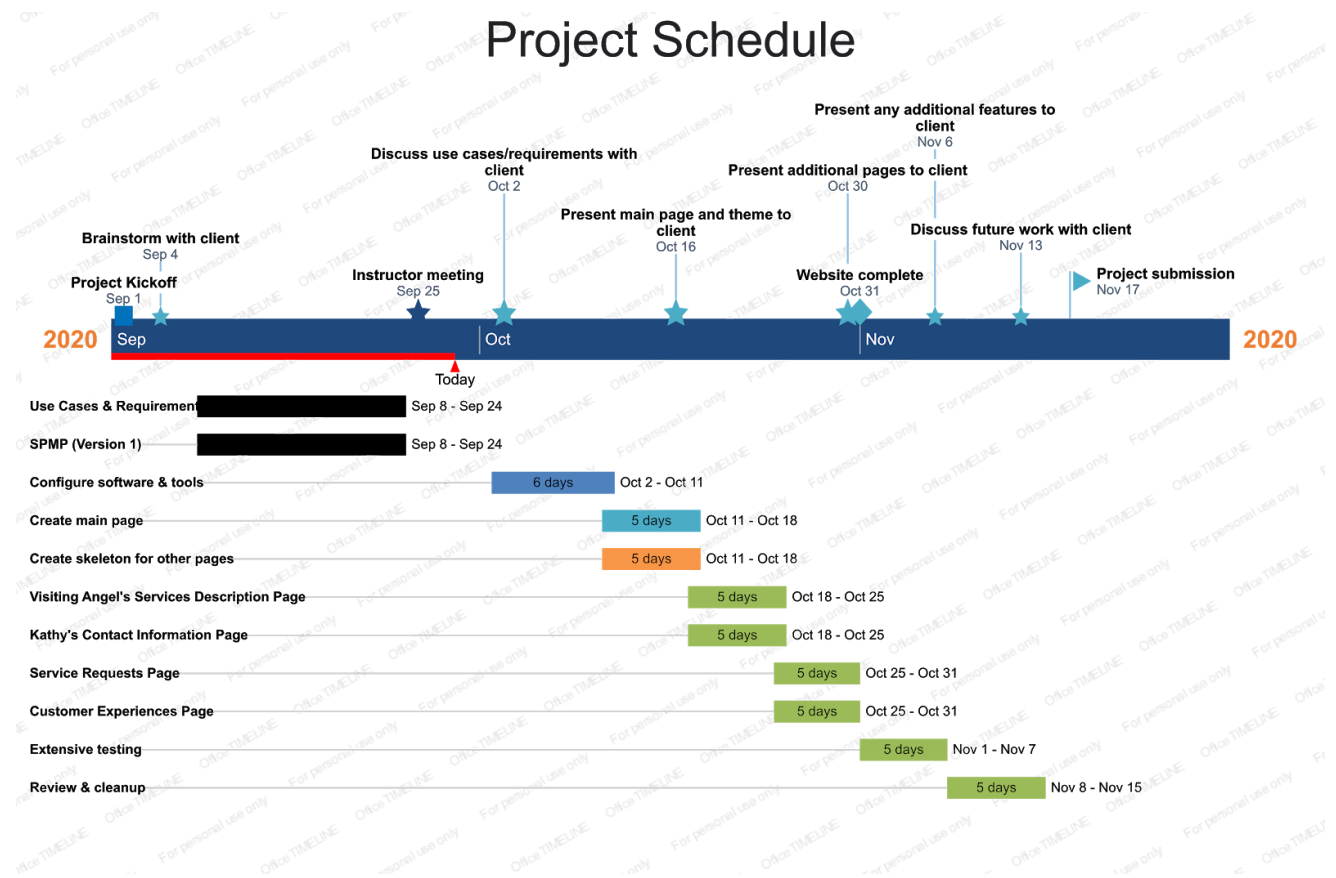 Project Schedule
Present any additional features to
client
Nov 6
Discuss use cases/requirements with
client
Oct 2
Present additional pages to client
Oct 30
Present main page and theme to
client
Oct 16
Discuss future work with client
Nov 13
Brainstorm with client
Sep 4
Instructor meeting
Sep 25
Website complete
Oct 31
Project submission
Nov 17
Project Kickoff
Sep 1
2020
Sep
Oct
Nov
2020
Today
Use Cases & Requirement
Sep 8 - Sep 24
SPMP (Version 1)
Sep 8 - Sep 24
Configure software & tools
6 days
Oct 2 - Oct 11
Create main page
5 days
Oct 11 - Oct 18
Create skeleton for other pages
5 days
Oct 11 - Oct 18
Visiting Angel's Services Description Page
5 days
Oct 18 - Oct 25
Kathy's Contact Information Page
5 days
Oct 18 - Oct 25
Service Requests Page
5 days
Oct 25 - Oct 31
Customer Experiences Page
5 days
Oct 25 - Oct 31
Extensive testing
5 days
Nov 1 - Nov 7
Review & cleanup
5 days
Nov 8 - Nov 15
For personal use only
Office TIMELINE